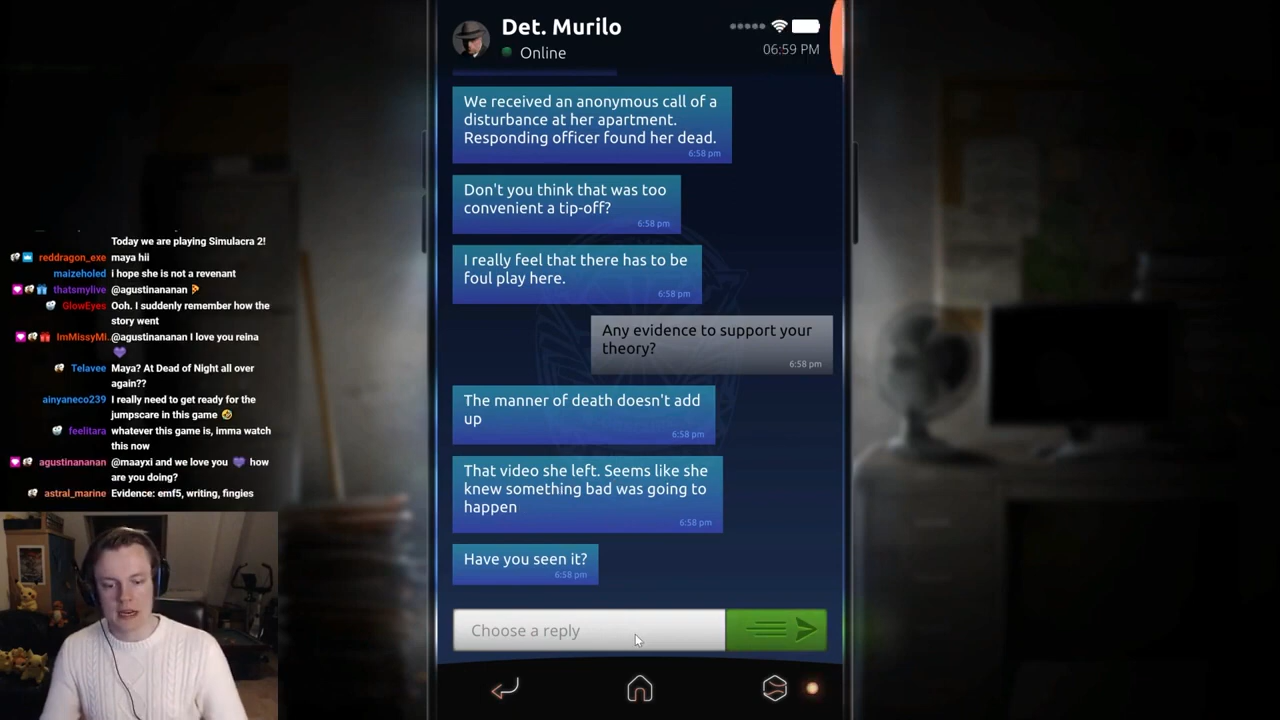 Det. Murilo
Online
06:59 PM
We received an anonymous call of a
disturbance at her apartment.
Responding officer found her dead.
6:58 pm
Don't you think that was too
convenient a tip-off?
6:58 pm
I really feel that there has to be
foul play here.
6:58 pm
Any evidence to support your
theory?
6:58 pm
The manner of death doesn't add
up
6:58 pm
That video she left. Seems like she
knew something bad was going to
happen
6:58 pm
Have you seen it?
6:58 pm
Choose a reply
Today we are playing Simulacra 2!
reddragon_exe maya hii
maizeholed i hope she is not a revenant
thatsmylive @agustinananan
GlowEyes Ooh. I suddenly remember how the
story went
ImMissyMi.. @agustinananan I love you reina
Telavee Maya? At Dead of Night all over
again??
ainyaneco239 I really need to get ready for the
jumpscare in this game
feelitara whatever this game is, imma watch
this now
agustinananan @maayxi and we love you 💜 how
are you doing?
astral_marine Evidence: emf5, writing, fingies